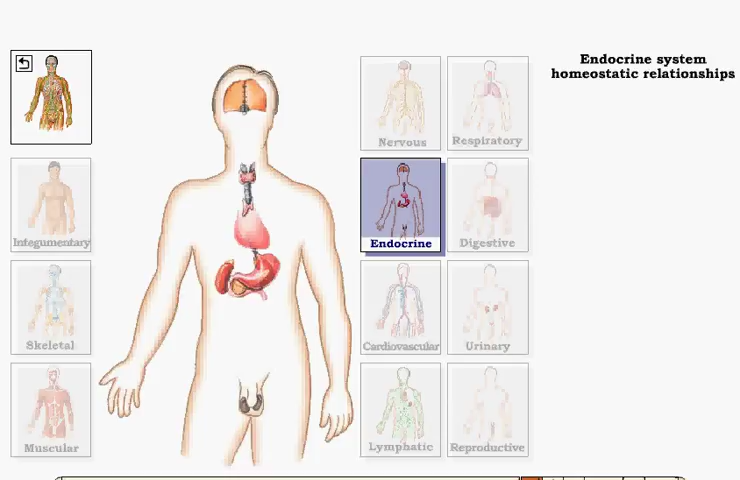 Endocrine system
homeostatic relationships
Nervous
Respiratory
Integumentary
Endocrine
Digestive
Skeletal
Cardiovascular
Urinary
Muscular
Lymphatic
Reproductive